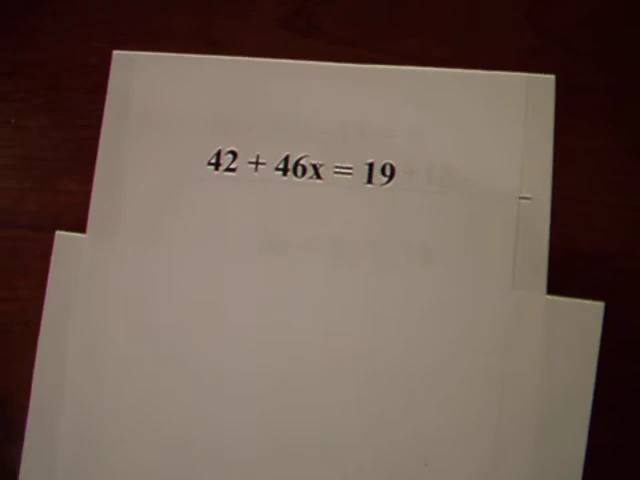 42 + 46x = 19